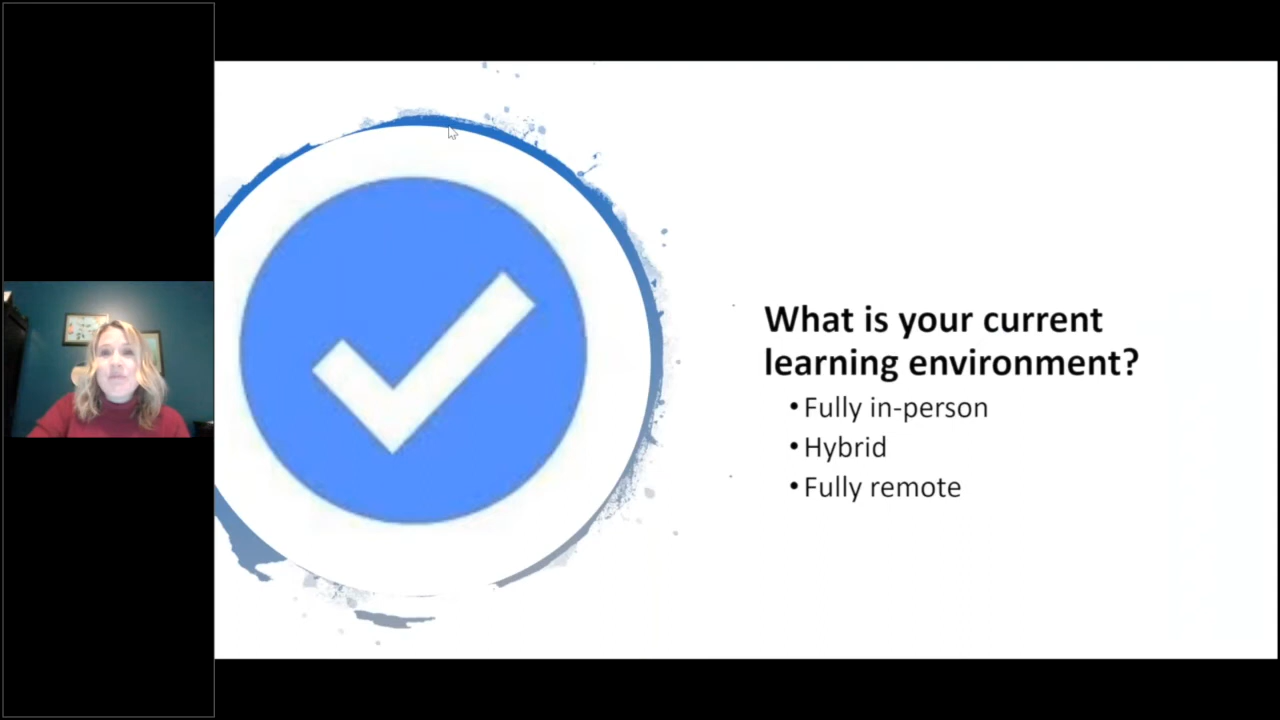 What is your current
learning environment?
•Fully in-person
•Hybrid
•Fully remote